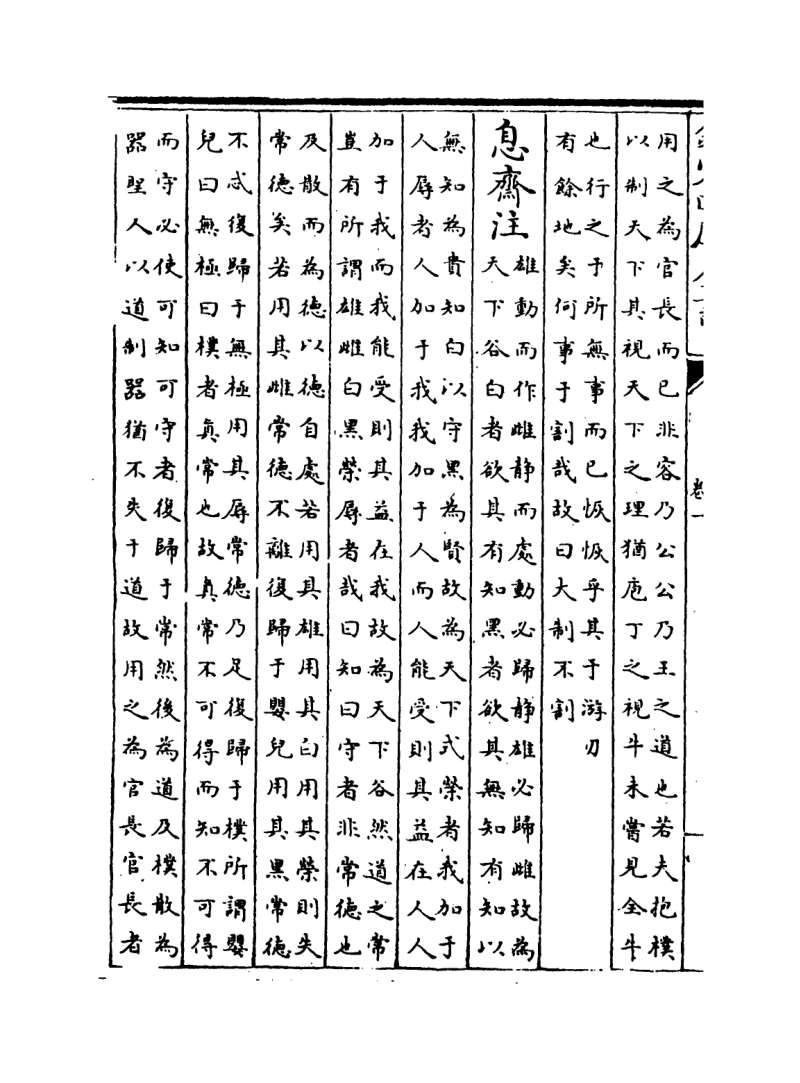 用之為官長而已非容乃公公乃王之道也若夫抱樸
以制天下其視天下之理猶庖丁之視牛未嘗見全牛
也行之于所無事而已恢恢乎其于游刃
有餘地矣何事于割哉故曰大制不割
息齋注
雄動而作雌静而處動必歸静雄必歸雌故為
天下谷白者欲其有知黑者欲其無知有知以
無知為貴知白以守黑為賢故為天下式榮者我加于
人辱者人加于我我加于人而人能受則其益在人人
加于我而我能受則其益在我故為天下谷然道之常
豈有所謂雄雌白黑榮辱者哉曰知曰守者非常德也
及散而為德以德自處若用其雄用其白用其榮則失
常德矣若用其雌常德不離復歸于嬰兒用其黑常德
不忒復歸于無極用其辱常德乃足復歸于樸所謂嬰
兒曰無極曰樸者真常也故真常不可得而知不可得
而守必使可知可守者復歸于常然後為道及樸散為
器聖人以道制器猶不失于道故用之為官長官長者
卷一